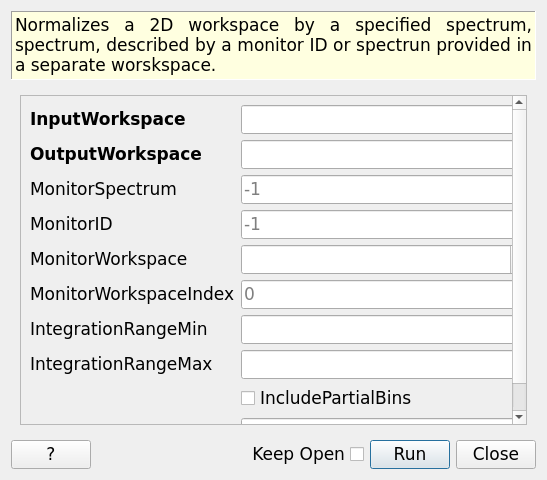 Normalizes a 2D workspace by a specified spectrum,
spectrum, described by a monitor ID or spectrun provided in
a separate worskspace.
InputWorkspace
OutputWorkspace
MonitorSpectrum -1
MonitorID -1
MonitorWorkspace
MonitorWorkspaceIndex 0
IntegrationRangeMin
IntegrationRangeMax
IncludePartialBins
? Keep Open Run Close